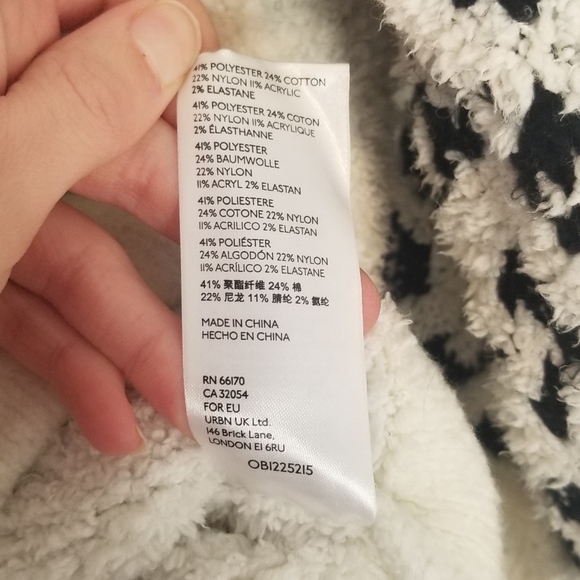 41% POLYESTER 24% COTTON
22% NYLON 11% ACRYLIC
2% ELASTANE
41% POLYESTER 24% COTON
22% NYLON 11% ACRYLIQUE
2% ÉLASTHANNE
41% POLYESTER
24% BAUMWOLLE
22% NYLON
11% ACRYL 2% ELASTAN
41% POLIESTERE
24% COTONE 22% NYLON
11% ACRILICO 2% ELASTAN
41% POLIÉSTER
24% ALGODÓN 22% NYLON
11% ACRÍLICO 2% ELASTANE
41% 聚酯纤维 24% 棉
22% 尼龙 11% 腈纶 2% 氨纶
MADE IN CHINA
HECHO EN CHINA
RN 66170
CA 32054
FOR EU
URBN UK Ltd.
146 Brick Lane,
LONDON E1 6RU
OB1225215